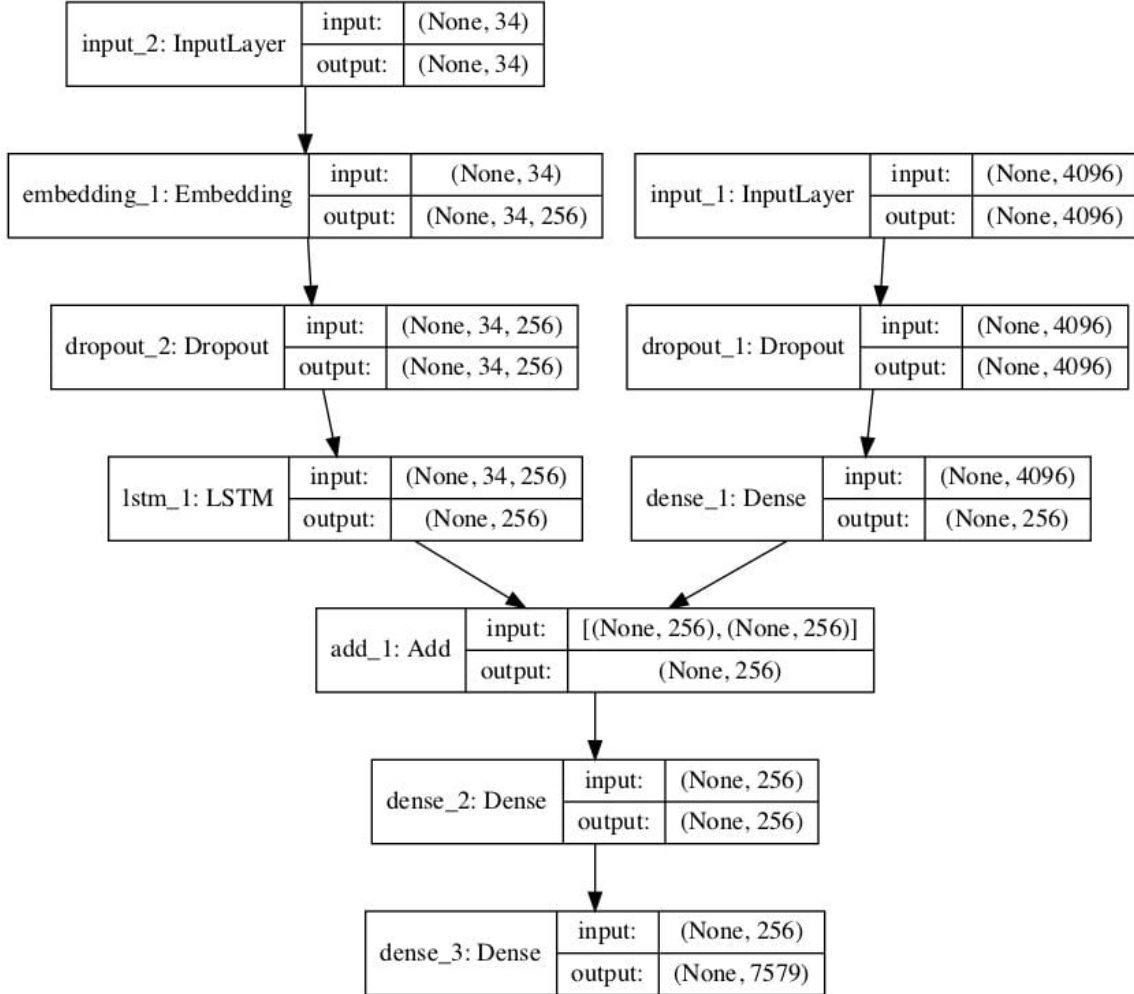 input_2: InputLayer
input: (None, 34)
output: (None, 34)
embedding_1: Embedding
input: (None, 34)
output: (None, 34, 256)
input_1: InputLayer
input: (None, 4096)
output: (None, 4096)
dropout_2: Dropout
input: (None, 34, 256)
output: (None, 34, 256)
dropout_1: Dropout
input: (None, 4096)
output: (None, 4096)
lstm_1: LSTM
input: (None, 34, 256)
output: (None, 256)
dense_1: Dense
input: (None, 4096)
output: (None, 256)
add_1: Add
input: [(None, 256), (None, 256)]
output: (None, 256)
dense_2: Dense
input: (None, 256)
output: (None, 256)
dense_3: Dense
input: (None, 256)
output: (None, 7579)